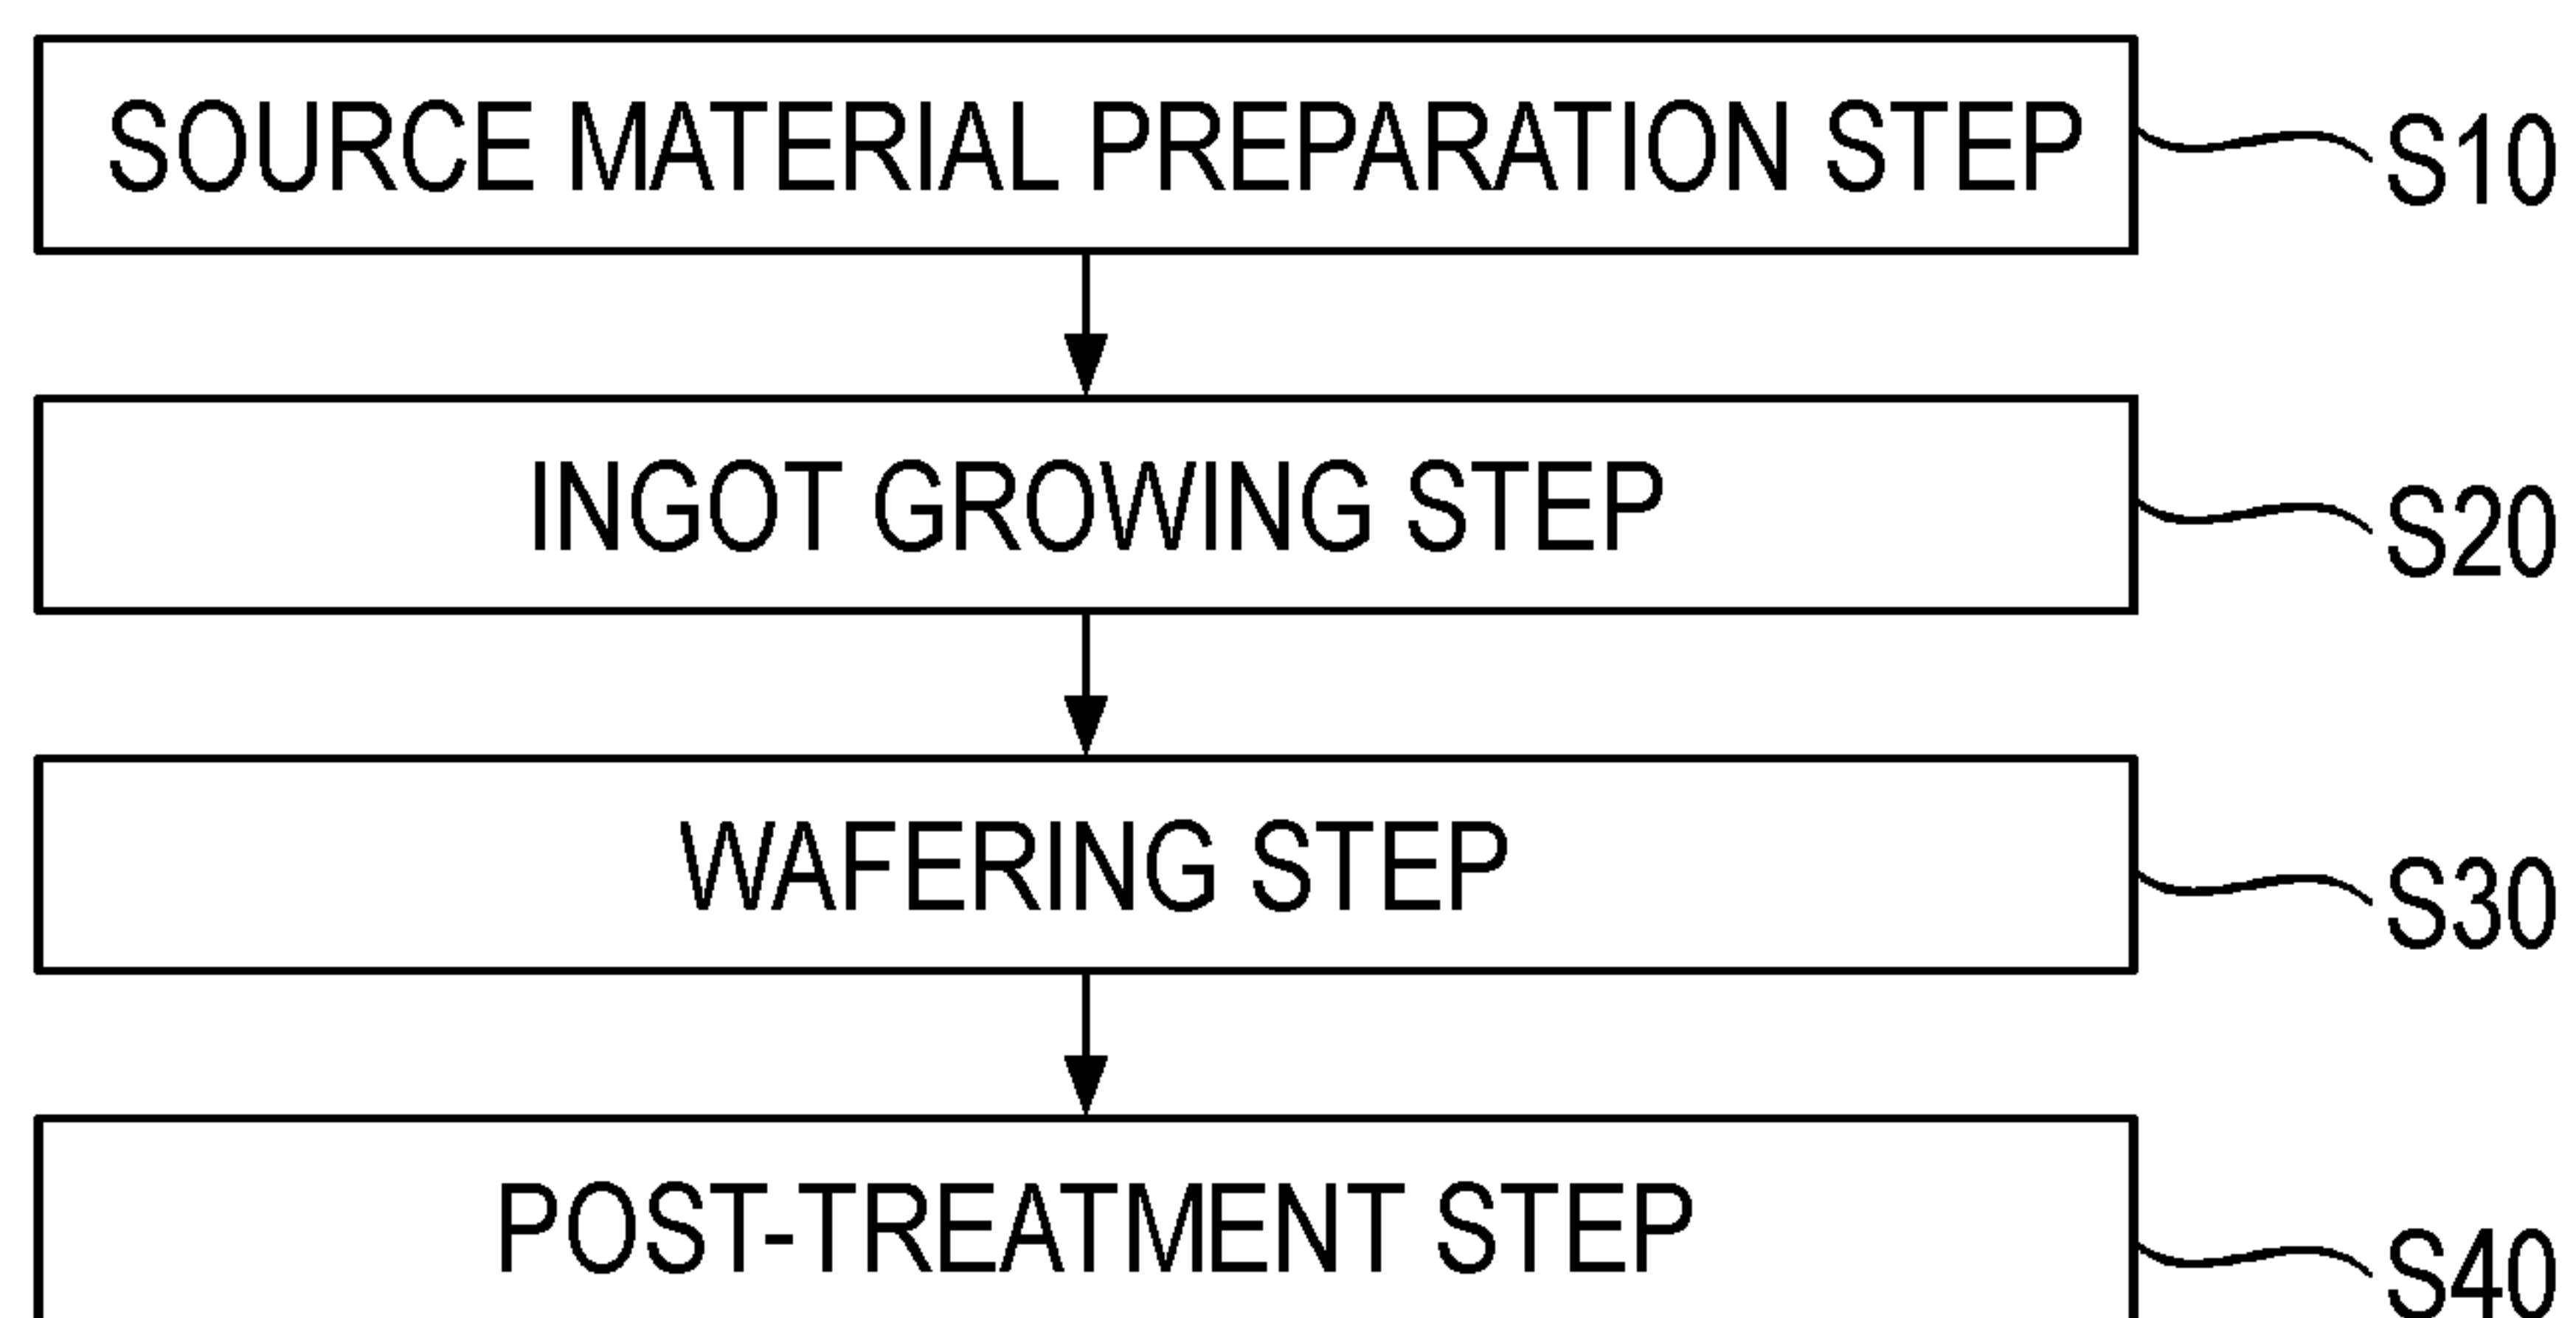 SOURCE MATERIAL PREPARATION STEP S10
INGOT GROWING STEP S20
WAFERING STEP S30
POST-TREATMENT STEP S40